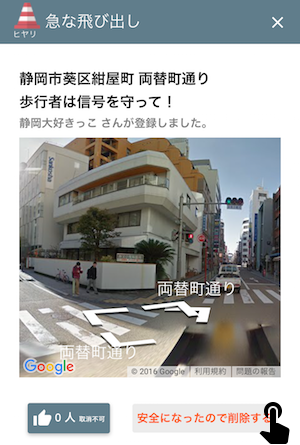 急な飛び出し
ヒヤリ
静岡市葵区紺屋町 両替町通り
歩行者は信号を守って!
静岡大好きっこ さんが登録しました。
両替町通り
両替町通り
Google
© 2016 Google 利用規約 問題の報告
0 人 取消不可
安全になったので削除する